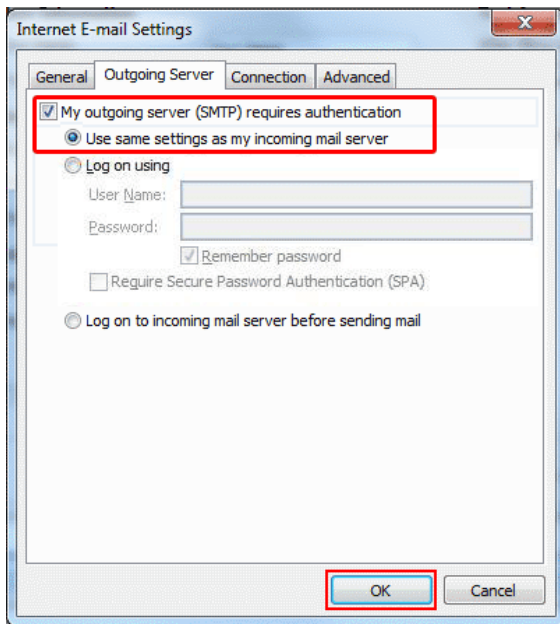 Internet E-mail Settings
General Outgoing Server Connection Advanced
My outgoing server (SMTP) requires authentication
Use same settings as my incoming mail server
Log on using
User Name:
Password:
Remember password
Require Secure Password Authentication (SPA)
Log on to incoming mail server before sending mail
OK Cancel